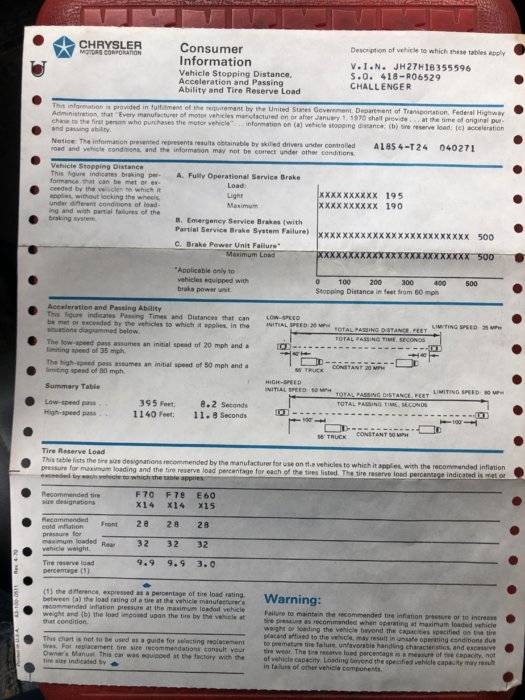 CHRYSLER
MOTORS CORPORATION
Consumer
Information
Vehicle Stopping Distance,
Acceleration and Passing
Ability and Tire Reserve Load
Description of vehicle to which these tables apply
V.I.N. JH27H1B355596
S.O. 418-R06529
CHALLENGER
This information is provided in fulfillment of the requirement by the United States Government, Department of Transportation, Federal Highway
Administration, that "Every manufacturer of motor vehicles manufactured on or after January 1, 1970 shall provide ... at the time of original pur-
chase to the first person who purchases the motor vehicle ... information on (a) vehicle stopping distance; (b) tire reserve load; (c) acceleration
and passing ability.
Notice: The information presented represents results obtainable by skilled drivers under controlled
road and vehicle conditions, and the information may not be correct under other conditions.
A18S4-T24 040271
Vehicle Stopping Distance
This figure indicates braking per-
formance that can be met or ex-
ceeded by the vehicles to which it
applies, without locking the wheels,
under different conditions of load-
ing and with partial failures of the
braking system.
A. Fully Operational Service Brake
Load:
Light
XXXXXXXXXX 195
Maximum
XXXXXXXXXX 190
B. Emergency Service Brakes (with
Partial Service Brake System Failure)
XXXXXXXXXXXXXXXXXXXXXXXXX 500
C. Brake Power Unit Failure*
Maximum Load
XXXXXXXXXXXXXXXXXXXXXXXXX 500
*Applicable only to
vehicles equipped with
brake power unit.
0 100 200 300 400 500
Stopping Distance in feet from 60 mph
Acceleration and Passing Ability
This figure indicates Passing Times and Distances that can
be met or exceeded by the vehicles to which it applies, in the
situations diagrammed below.
The low-speed pass assumes an initial speed of 20 mph and a
limiting speed of 35 mph.
The high-speed pass assumes an initial speed of 50 mph and a
limiting speed of 80 mph.
LOW-SPEED
INITIAL SPEED: 20 MPH
LIMITING SPEED: 35 MPH
TOTAL PASSING DISTANCE, FEET
TOTAL PASSING TIME, SECONDS
40'
40'
55' TRUCK
CONSTANT 20 MPH
Summary Table
Low-speed pass ... 395 Feet; 8.2 Seconds
High-speed pass ... 1140 Feet; 11.8 Seconds
HIGH-SPEED
INITIAL SPEED: 50 MPH
LIMITING SPEED: 80 MPH
TOTAL PASSING DISTANCE, FEET
TOTAL PASSING TIME, SECONDS
100'
100'
55' TRUCK
CONSTANT 50 MPH
Tire Reserve Load
This table lists the tire size designations recommended by the manufacturer for use on the vehicles to which it applies, with the recommended inflation
pressure for maximum loading and the tire reserve load percentage for each of the tires listed. The tire reserve load percentage indicated is met or
exceeded by each vehicle to which the table applies.
Recommended tire
size designations
F70 F78 E60
X14 X14 X15
Recommended
cold inflation
pressure for
maximum loaded
vehicle weight.
Front 28 28 28
Rear 32 32 32
Tire reserve load
percentage (1)
9.9 9.9 3.0
(1) the difference, expressed as a percentage of tire load rating,
between (a) the load rating of a tire at the vehicle manufacturer's
recommended inflation pressure at the maximum loaded vehicle
weight and (b) the load imposed upon the tire by the vehicle at
that condition.
This chart is not to be used as a guide for selecting replacement
tires. For replacement tire size recommendations consult your
Owner's Manual. This car was equipped at the factory with the
tire size indicated by
Warning:
Failure to maintain the recommended tire inflation pressure or to increase
tire pressure as recommended when operating at maximum loaded vehicle
weight or loading the vehicle beyond the capacities specified on the tire
placard affixed to the vehicle, may result in unsafe operating conditions due
to premature tire failure, unfavorable handling characteristics, and excessive
tire wear. The tire reserve load percentage is a measure of tire capacity, not
of vehicle capacity. Loading beyond the specified vehicle capacity may result
in failure of other vehicle components.